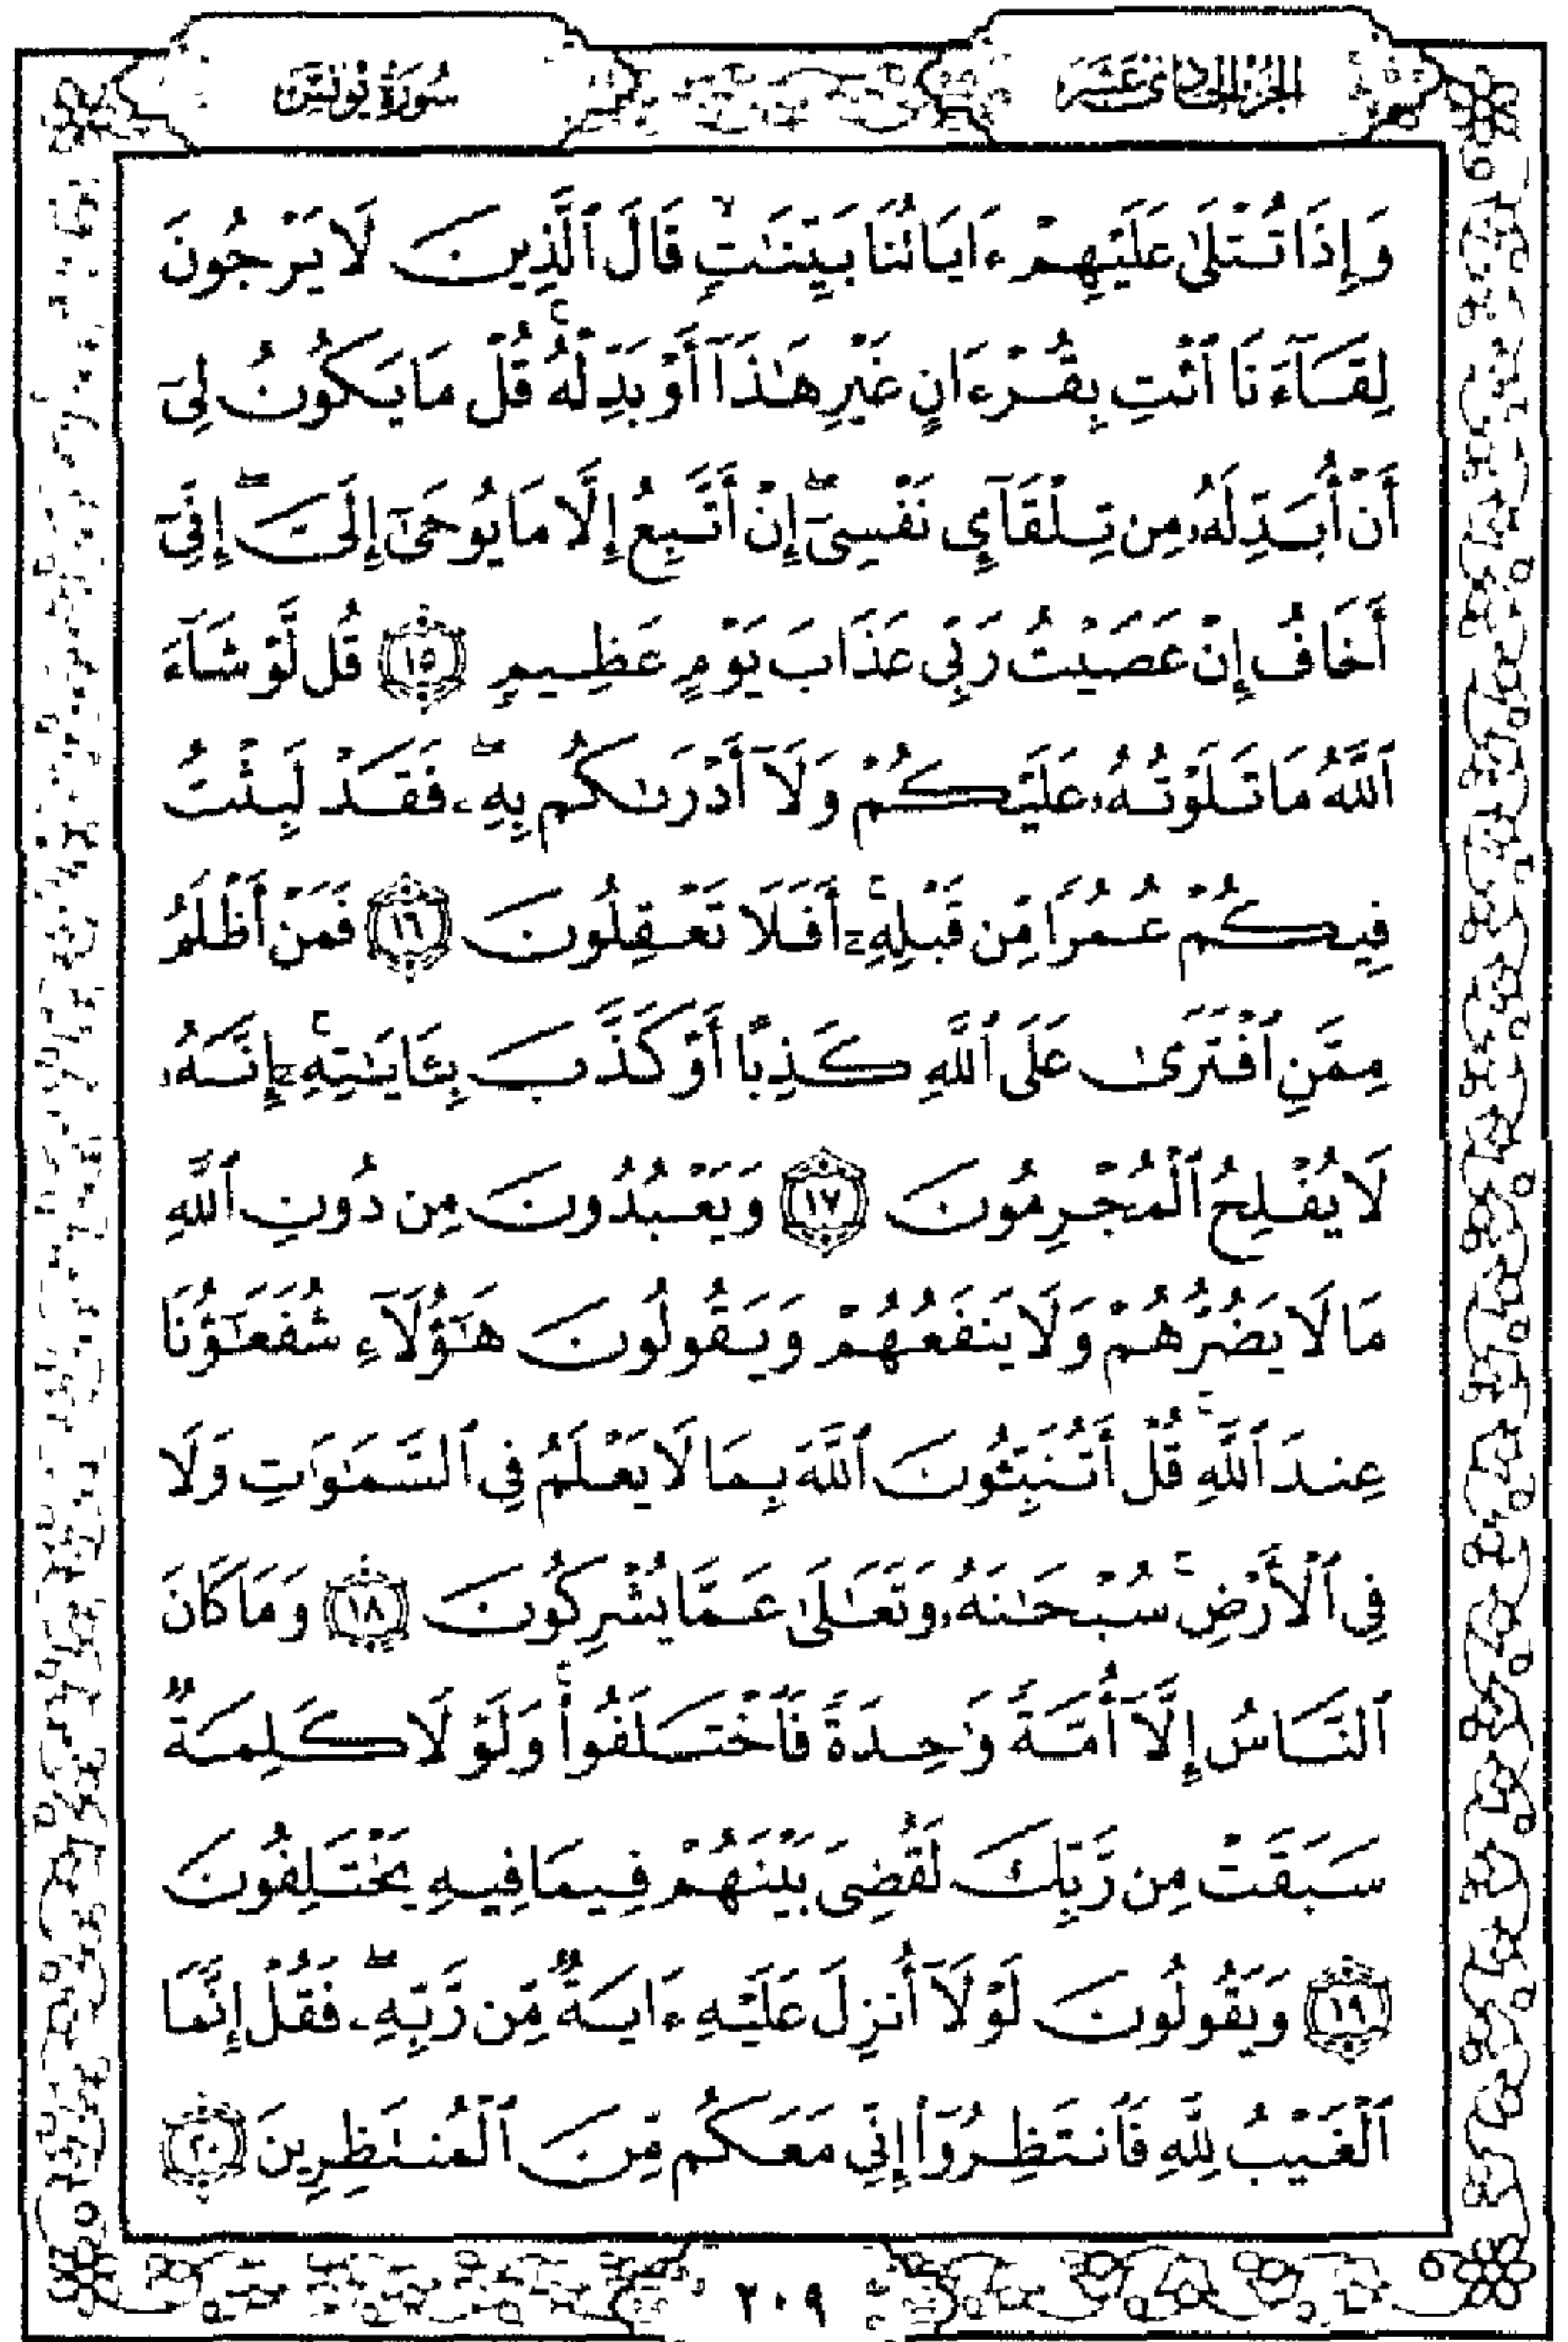 الجزء الحادي عشر
سورة يونس
وَإِذَا تُتْلَىٰ عَلَيْهِمْ ءَايَاتُنَا بَيِّنَٰتٍۙ قَالَ ٱلَّذِينَ لَا يَرْجُونَ
لِقَآءَنَا ٱئْتِ بِقُرْءَانٍ غَيْرِ هَٰذَآ أَوْ بَدِّلْهُۚ قُلْ مَا يَكُونُ لِىٓ
أَنْ أُبَدِّلَهُۥ مِن تِلْقَآئِ نَفْسِىٓۖ إِنْ أَتَّبِعُ إِلَّا مَا يُوحَىٰٓ إِلَىَّۖ إِنِّىٓ
أَخَافُ إِنْ عَصَيْتُ رَبِّى عَذَابَ يَوْمٍ عَظِيمٍ ١٥ قُل لَّوْ شَآءَ
ٱللَّهُ مَا تَلَوْتُهُۥ عَلَيْكُمْ وَلَآ أَدْرَىٰكُم بِهِۦۖ فَقَدْ لَبِثْتُ
فِيكُمْ عُمُرًا مِّن قَبْلِهِۦٓۚ أَفَلَا تَعْقِلُونَ ١٦ فَمَنْ أَظْلَمُ
مِمَّنِ ٱفْتَرَىٰ عَلَى ٱللَّهِ كَذِبًا أَوْ كَذَّبَ بِـَٔايَٰتِهِۦٓۚ إِنَّهُۥ
لَا يُفْلِحُ ٱلْمُجْرِمُونَ ١٧ وَيَعْبُدُونَ مِن دُونِ ٱللَّهِ
مَا لَا يَضُرُّهُمْ وَلَا يَنفَعُهُمْ وَيَقُولُونَ هَٰٓؤُلَآءِ شُفَعَٰٓؤُنَا
عِندَ ٱللَّهِۚ قُلْ أَتُنَبِّـُٔونَ ٱللَّهَ بِمَا لَا يَعْلَمُ فِى ٱلسَّمَٰوَٰتِ وَلَا
فِى ٱلْأَرْضِۚ سُبْحَٰنَهُۥ وَتَعَٰلَىٰ عَمَّا يُشْرِكُونَ ١٨ وَمَا كَانَ
ٱلنَّاسُ إِلَّآ أُمَّةً وَٰحِدَةً فَٱخْتَلَفُوا۟ۚ وَلَوْلَا كَلِمَةٌ
سَبَقَتْ مِن رَّبِّكَ لَقُضِىَ بَيْنَهُمْ فِيمَا فِيهِ يَخْتَلِفُونَ
١٩ وَيَقُولُونَ لَوْلَآ أُنزِلَ عَلَيْهِ ءَايَةٌ مِّن رَّبِّهِۦۖ فَقُلْ إِنَّمَا
ٱلْغَيْبُ لِلَّهِ فَٱنتَظِرُوٓا۟ إِنِّى مَعَكُم مِّنَ ٱلْمُنتَظِرِينَ ٢٠
٢٠٩